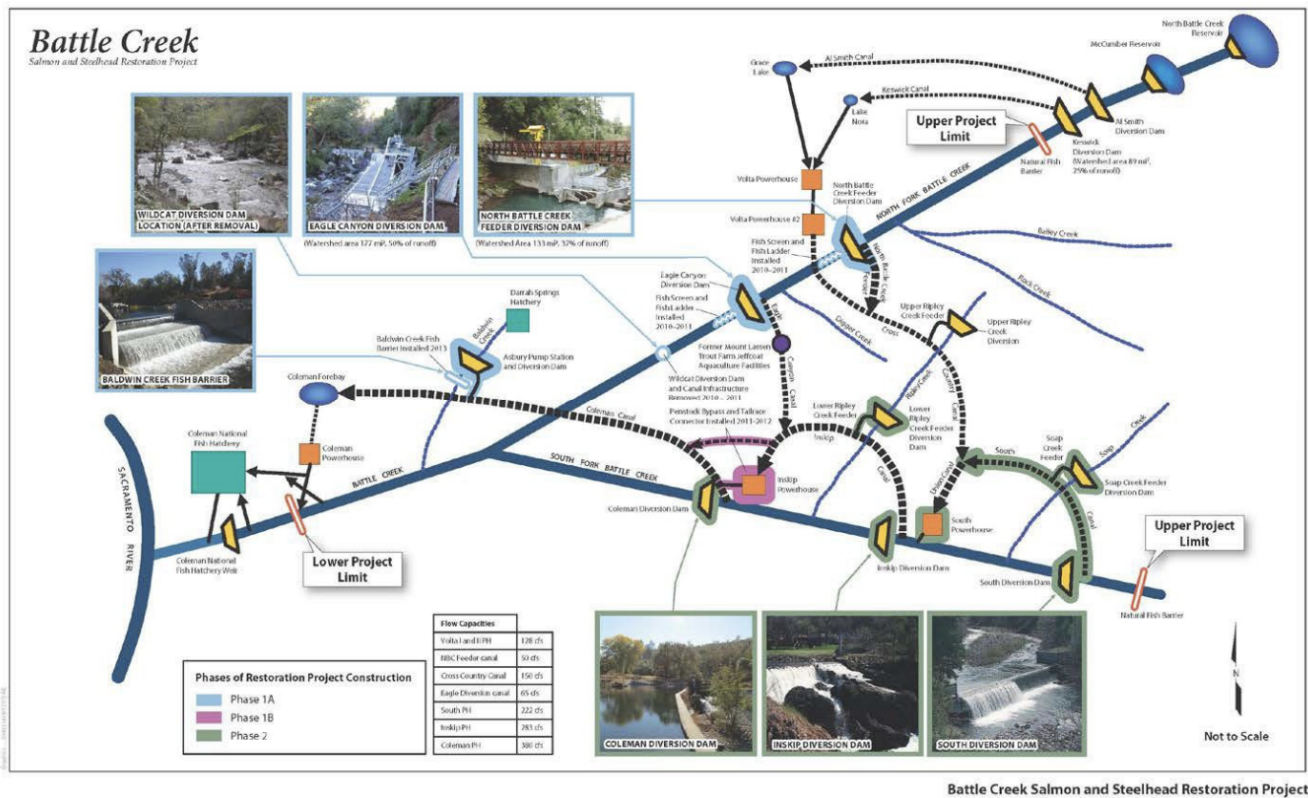 Battle Creek
Salmon and Steelhead Restoration Project
North Battle Creek
Reservoir
McCumber Reservoir
Grace
Lake
Al Smith Canal
Keswick Canal
Lake
Nora
Upper Project
Limit
Al Smith
Diversion Dam
Keswick
Diversion Dam
(Watershed area 89 mi²,
25% of runoff)
Natural Fish
Barrier
WILDCAT DIVERSION DAM
LOCATION (AFTER REMOVAL)
EAGLE CANYON DIVERSION DAM
(Watershed area 177 mi², 50% of runoff)
NORTH BATTLE CREEK
FEEDER DIVERSION DAM
(Watershed Area 133 mi², 37% of runoff)
Volta Powerhouse
Volta Powerhouse #2
North Battle
Creek Feeder
Diversion Dam
NORTH FORK BATTLE CREEK
Bailey Creek
Rock Creek
Digger Creek
Fish Screen and
Fish Ladder
Installed
2010–2011
North Battle Creek
Feeder
Eagle Canyon
Diversion Dam
Fish Screen and
Fish Ladder
Installed
2010–2011
Eagle
Canyon Canal
Cross
Country
Canal
Upper Ripley
Creek Feeder
Upper Ripley
Creek
Diversion
Ripley Creek
Former Mount Lassen
Trout Farm Jeffcoat
Aquaculture Facilities
Darrah Springs
Hatchery
Baldwin
Creek
Baldwin Creek Fish
Barrier Installed 2013
Asbury Pump Station
and Diversion Dam
BALDWIN CREEK FISH BARRIER
Wildcat Diversion Dam
and Canal Infrastructure
Removed 2010 – 2011
Coleman Forebay
Coleman Canal
Penstock Bypass and Tailrace
Connector Installed 2011-2012
Lower Ripley
Creek Feeder
Lower
Ripley
Creek Feeder
Diversion
Dam
Inskip
Canal
Inskip
Powerhouse
Soap
Creek
Feeder
Soap
Creek
Soap Creek Feeder
Diversion Dam
South
Canal
Union Canal
South
Powerhouse
Coleman National
Fish Hatchery
Coleman
Powerhouse
SACRAMENTO RIVER
BATTLE CREEK
SOUTH FORK BATTLE CREEK
Coleman Diversion Dam
Inskip Diversion Dam
South Diversion Dam
Upper Project
Limit
Natural Fish Barrier
Coleman National
Fish Hatchery Weir
Lower Project
Limit
Phases of Restoration Project Construction
Phase 1A
Phase 1B
Phase 2
Flow Capacities
Volta I and II PH 128 cfs
NBC Feeder canal 50 cfs
Cross Country Canal 150 cfs
Eagle Diversion canal 65 cfs
South PH 222 cfs
Inskip PH 283 cfs
Coleman PH 380 cfs
COLEMAN DIVERSION DAM
INSKIP DIVERSION DAM
SOUTH DIVERSION DAM
N
Not to Scale
Battle Creek Salmon and Steelhead Restoration Project